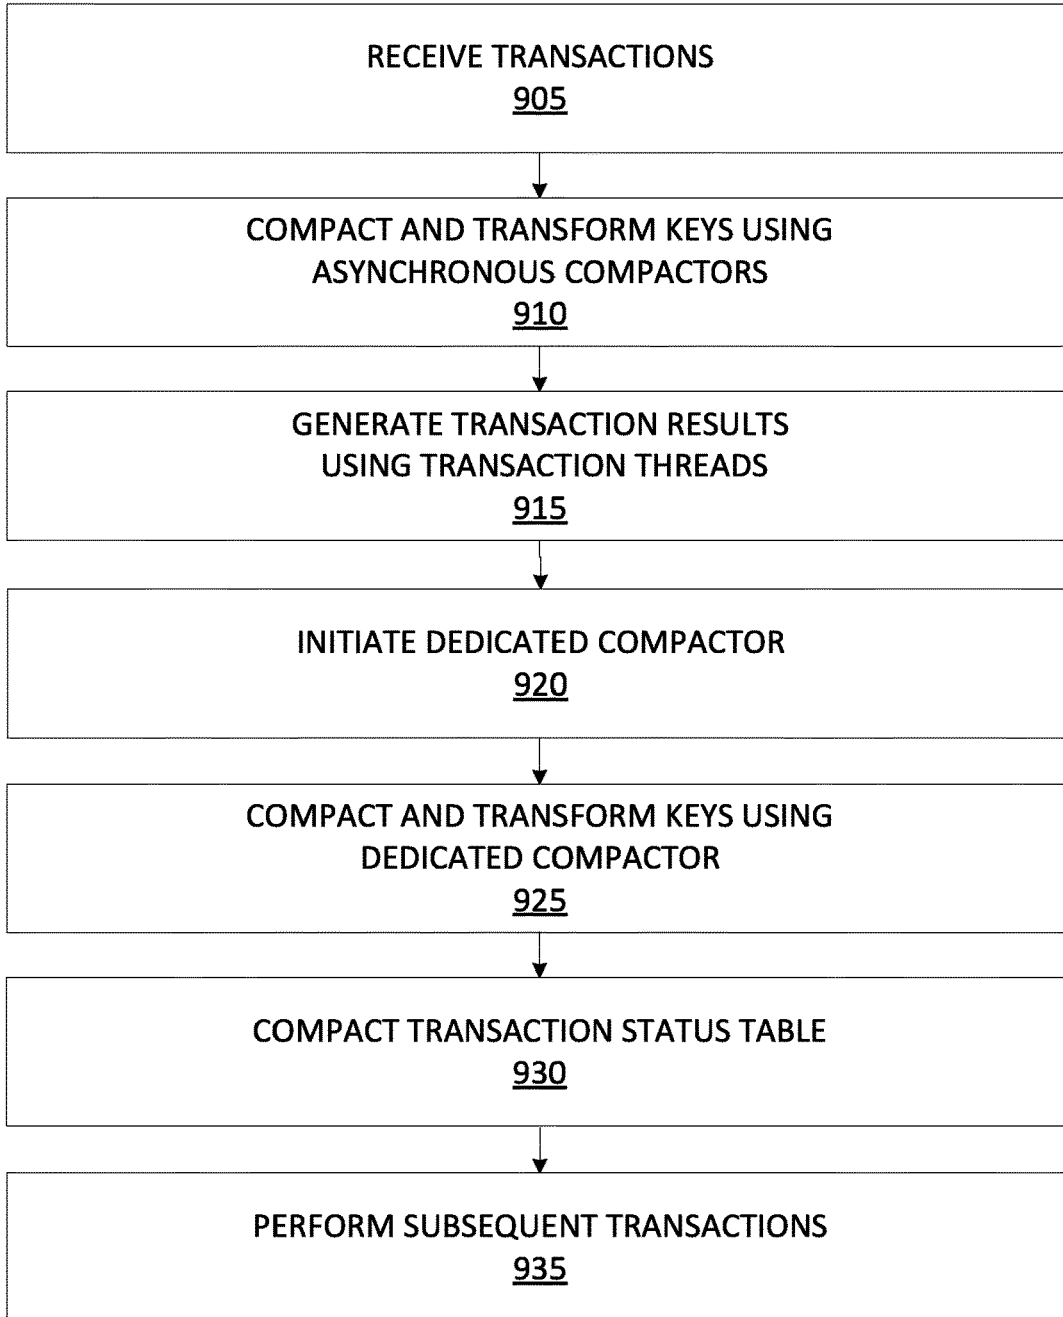 RECEIVE TRANSACTIONS
905
COMPACT AND TRANSFORM KEYS USING
ASYNCHRONOUS COMPACTORS
910
GENERATE TRANSACTION RESULTS
USING TRANSACTION THREADS
915
INITIATE DEDICATED COMPACTOR
920
COMPACT AND TRANSFORM KEYS USING
DEDICATED COMPACTOR
925
COMPACT TRANSACTION STATUS TABLE
930
PERFORM SUBSEQUENT TRANSACTIONS
935